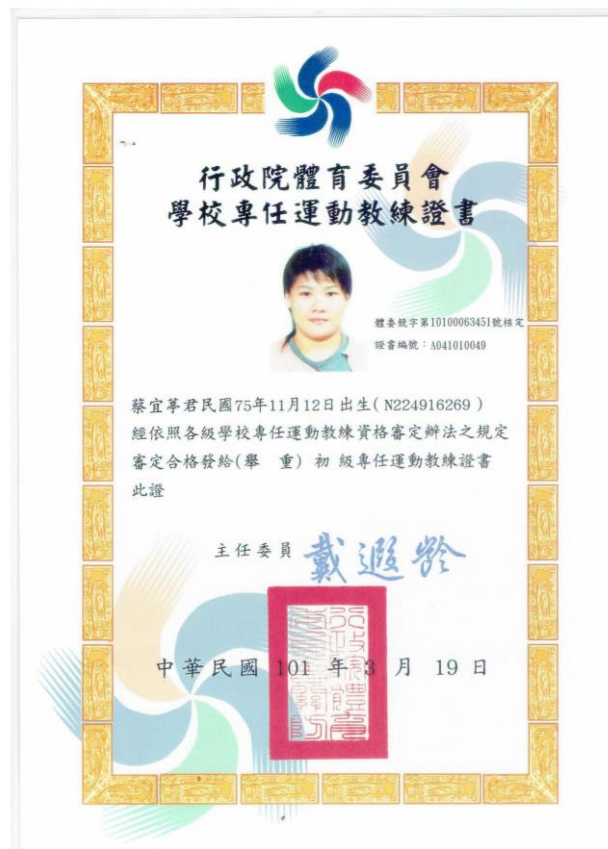 行政院體育委員會
學校專任運動教練證書
體委競字第10100063451號核定
證書編號：A041010049
蔡宜葶君民國75年11月12日出生(N224916269)
經依照各級學校專任運動教練資格審定辦法之規定
審定合格發給(舉　重) 初 級專任運動教練證書
此證
主任委員 戴遐齡
中華民國 101 年 3 月 19 日